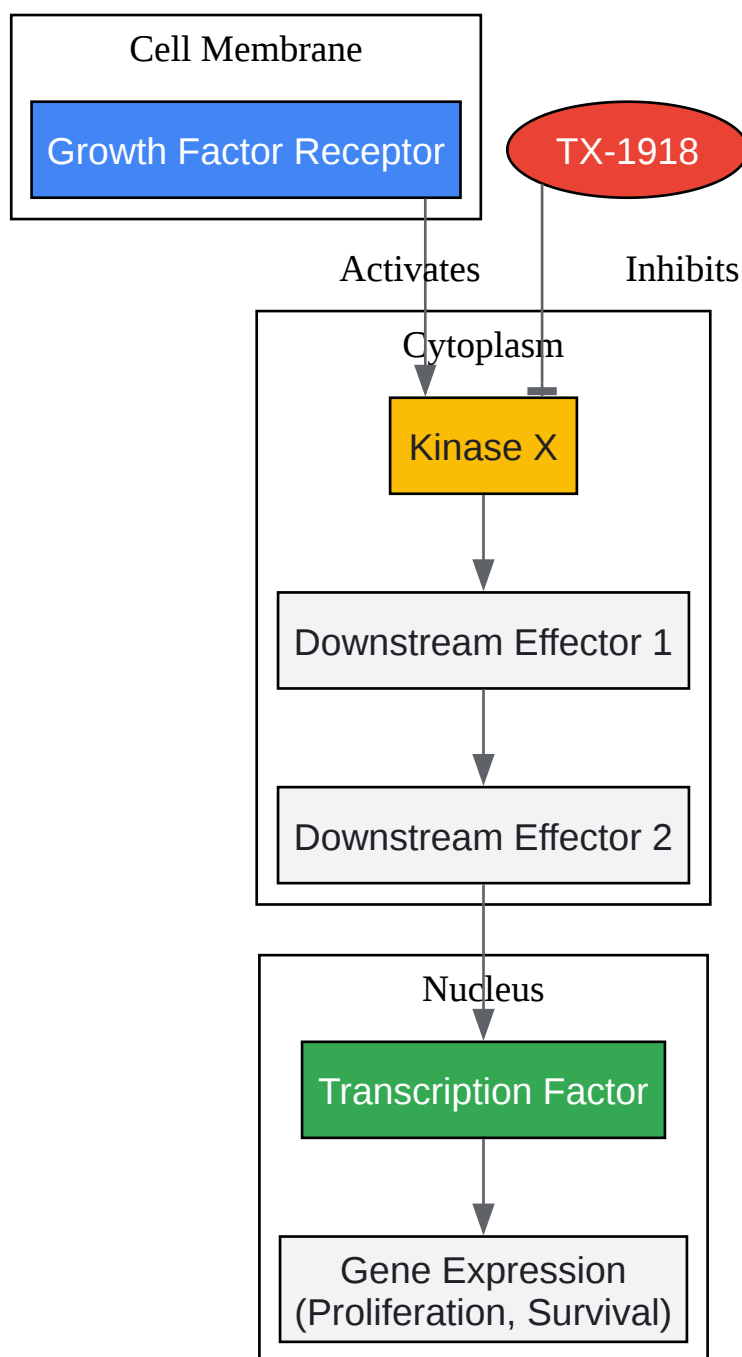 Cell Membrane
Growth Factor Receptor
TX-1918
Activates
Inhibits
Cytoplasm
Kinase X
Downstream Effector 1
Downstream Effector 2
Nucleus
Transcription Factor
Gene Expression
(Proliferation, Survival)